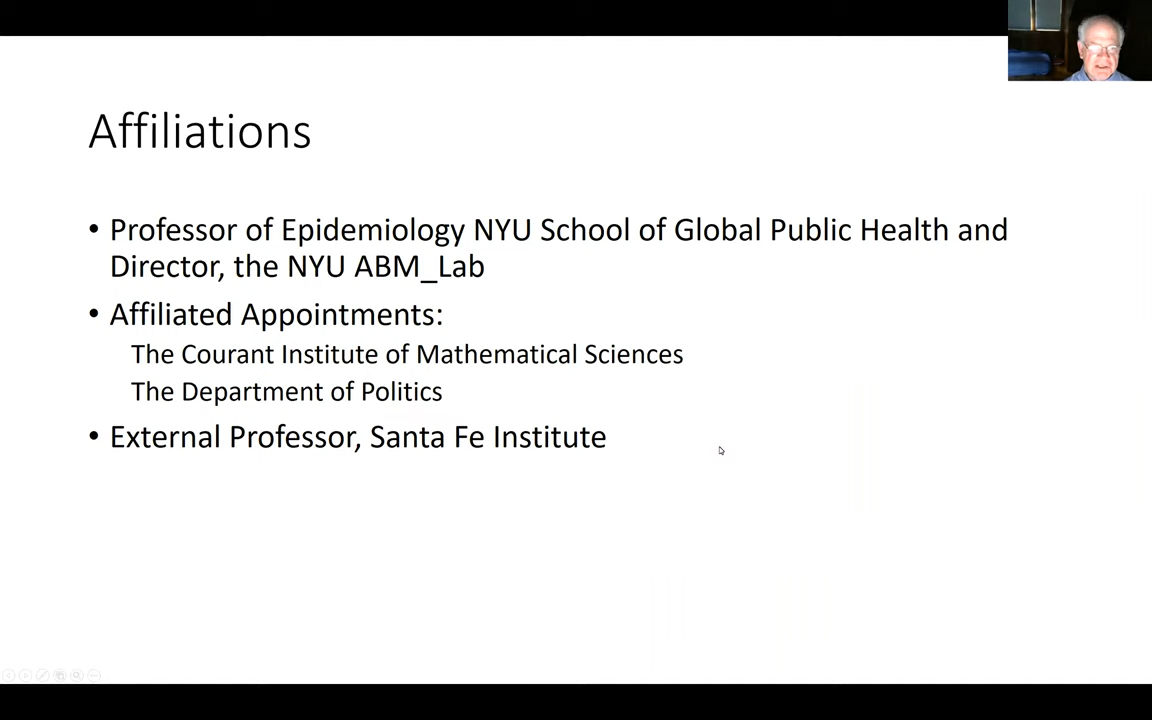 Affiliations
• Professor of Epidemiology NYU School of Global Public Health and
Director, the NYU ABM_Lab
• Affiliated Appointments:
The Courant Institute of Mathematical Sciences
The Department of Politics
• External Professor, Santa Fe Institute